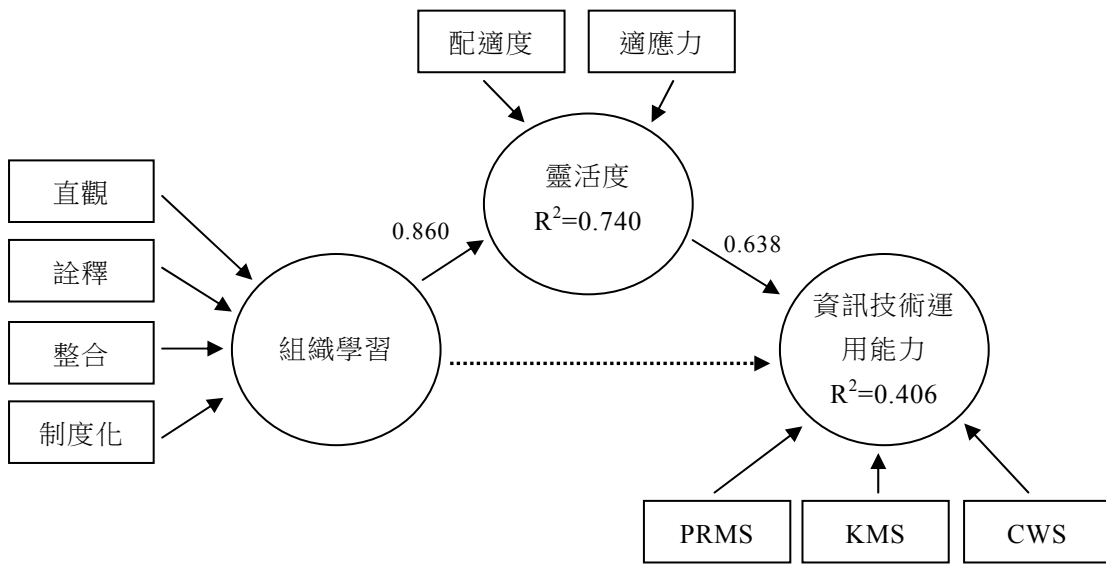 配適度
適應力
靈活度
R²=0.740
直觀
詮釋
整合
制度化
0.860
0.638
組織學習
資訊技術運
用能力
R²=0.406
PRMS
KMS
CWS